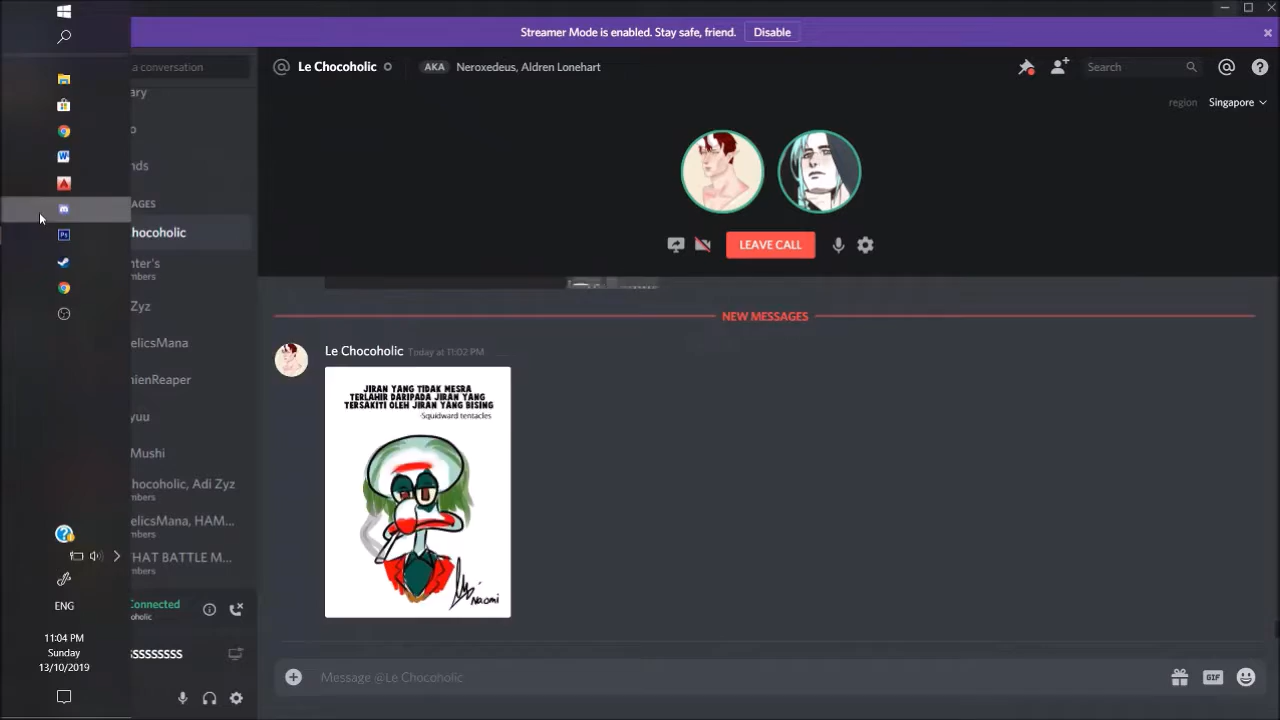 Streamer Mode is enabled. Stay safe, friend.
Disable
a conversation
Le Chocoholic
AKA
Neroxedeus, Aldren Lonehart
Search
region
Singapore
LEAVE CALL
NEW MESSAGES
Le Chocoholic
Today at 11:02 PM
JIRAN YANG TIDAK MESRA
TERLAHIR DARIPADA JIRAN YANG
TERSAKITI OLEH JIRAN YANG BISING
-Squidward tentacles
Naomi
Message @Le Chocoholic
GIF
ary
o
nds
AGES
hocoholic
nter's
mbers
Zyz
elicsMana
nienReaper
yuu
Mushi
hocoholic, Adi Zyz
mbers
elicsMana, HAM...
mbers
HAT BATTLE M...
mbers
Connected
oholic
sssssssss
W
Ps
ENG
11:04 PM
Sunday
13/10/2019